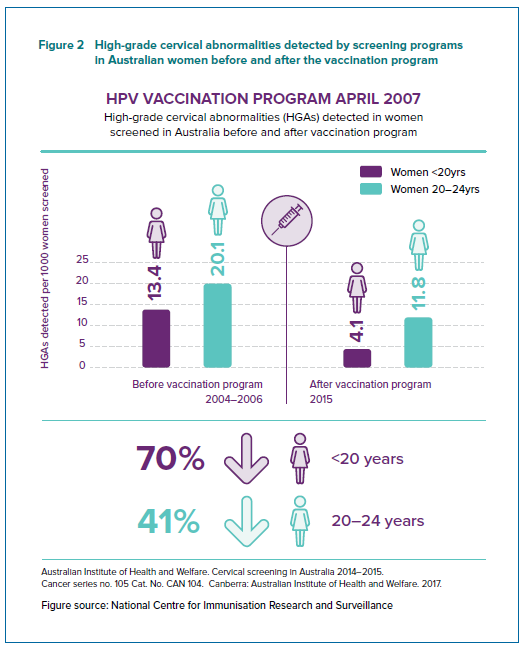 Figure 2 High-grade cervical abnormalities detected by screening programs
in Australian women before and after the vaccination program
HPV VACCINATION PROGRAM APRIL 2007
High-grade cervical abnormalities (HGAs) detected in women
screened in Australia before and after vaccination program
Women <20yrs
Women 20–24yrs
HGAs detected per 1000 women screened
25
20
15
10
5
0
13.4
20.1
4.1
11.8
Before vaccination program
2004–2006
After vaccination program
2015
70%
<20 years
41%
20–24 years
Australian Institute of Health and Welfare. Cervical screening in Australia 2014–2015.
Cancer series no. 105 Cat. No. CAN 104. Canberra: Australian Institute of Health and Welfare. 2017.
Figure source: National Centre for Immunisation Research and Surveillance